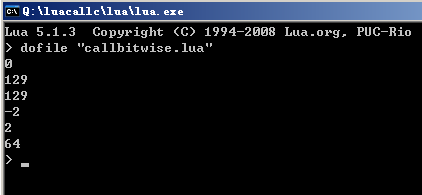 Q:\luacallc\lua\lua.exe
Lua 5.1.3  Copyright (C) 1994-2008 Lua.org, PUC-Rio
> dofile "callbitwise.lua"
0
129
129
-2
2
64
> _